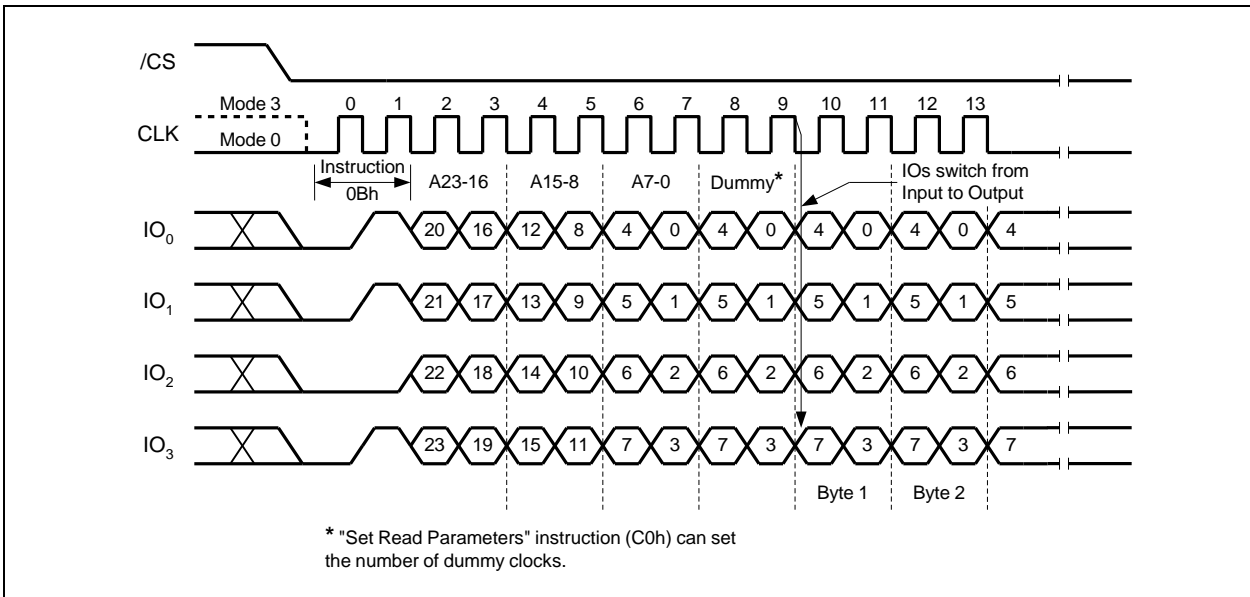 /CS
Mode 3 0 1 2 3 4 5 6 7 8 9 10 11 12 13
CLK
Mode 0
Instruction
0Bh
A23-16 A15-8 A7-0 Dummy*
IOs switch from
Input to Output
IO0 20 16 12 8 4 0 4 0 4 0 4 0 4
IO1 21 17 13 9 5 1 5 1 5 1 5 1 5
IO2 22 18 14 10 6 2 6 2 6 2 6 2 6
IO3 23 19 15 11 7 3 7 3 7 3 7 3 7
Byte 1 Byte 2
* "Set Read Parameters" instruction (C0h) can set
the number of dummy clocks.